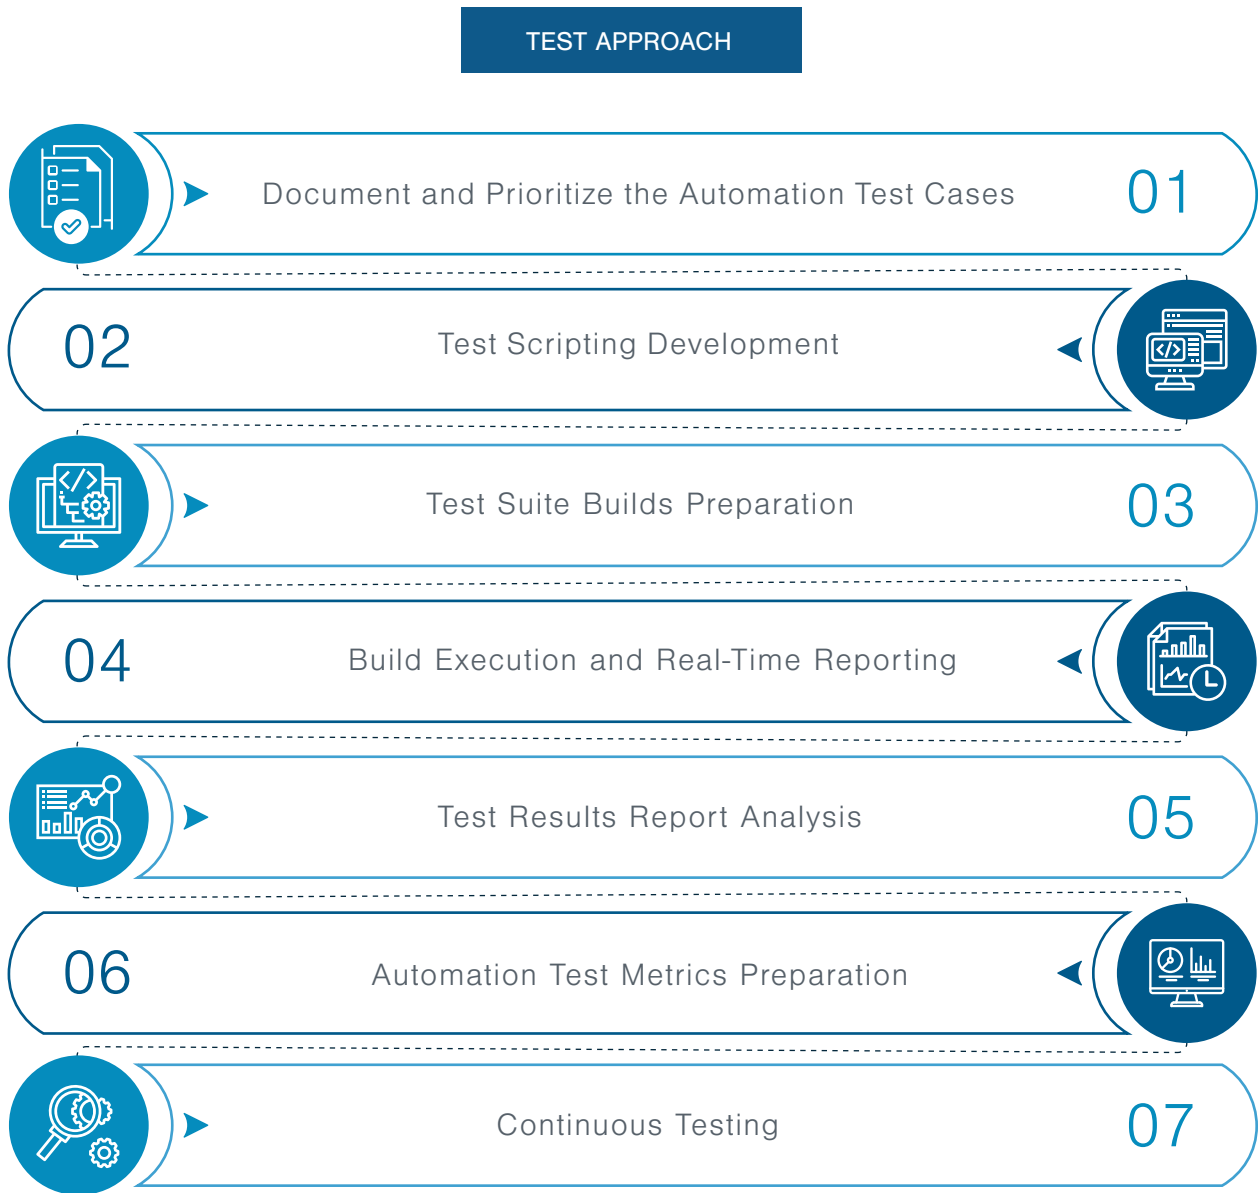 TEST APPROACH
Document and Prioritize the Automation Test Cases 01
02 Test Scripting Development
Test Suite Builds Preparation 03
04 Build Execution and Real-Time Reporting
Test Results Report Analysis 05
06 Automation Test Metrics Preparation
Continuous Testing 07